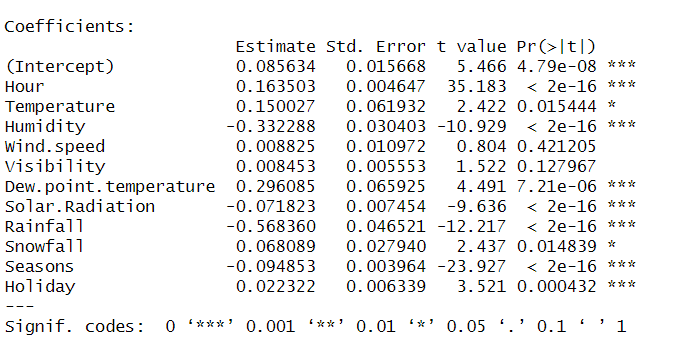 Coefficients:
Estimate Std. Error t value Pr(>|t|)
(Intercept) 0.085634 0.015668 5.466 4.79e-08 ***
Hour 0.163503 0.004647 35.183 < 2e-16 ***
Temperature 0.150027 0.061932 2.422 0.015444 *
Humidity -0.332288 0.030403 -10.929 < 2e-16 ***
Wind.speed 0.008825 0.010972 0.804 0.421205
Visibility 0.008453 0.005553 1.522 0.127967
Dew.point.temperature 0.296085 0.065925 4.491 7.21e-06 ***
Solar.Radiation -0.071823 0.007454 -9.636 < 2e-16 ***
Rainfall -0.568360 0.046521 -12.217 < 2e-16 ***
Snowfall 0.068089 0.027940 2.437 0.014839 *
Seasons -0.094853 0.003964 -23.927 < 2e-16 ***
Holiday 0.022322 0.006339 3.521 0.000432 ***
---
Signif. codes: 0 ‘***’ 0.001 ‘**’ 0.01 ‘*’ 0.05 ‘.’ 0.1 ‘ ’ 1